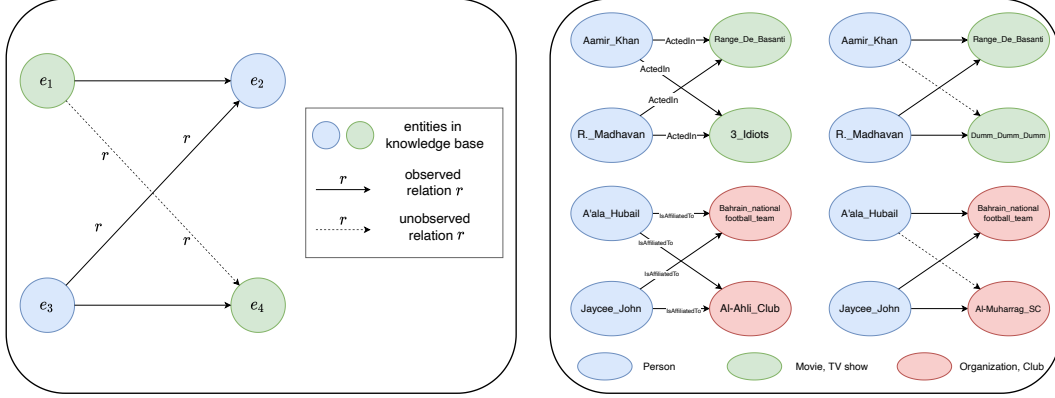 e1
e2
r
r
r
r
e3
e4
entities in
knowledge base
r
observed
relation r
r
unobserved
relation r
Aamir_Khan
ActedIn
Range_De_Basanti
ActedIn
ActedIn
R._Madhavan
ActedIn
3_Idiots
A'ala_Hubail
IsAffiliatedTo
Bahrain_national
football_team
IsAffiliatedTo
IsAffiliatedTo
Jaycee_John
IsAffiliatedTo
Al-Ahli_Club
Aamir_Khan
Range_De_Basanti
R._Madhavan
Dumm_Dumm_Dumm
A'ala_Hubail
Bahrain_national
football_team
Jaycee_John
Al-Muharrag_SC
Person
Movie, TV show
Organization, Club